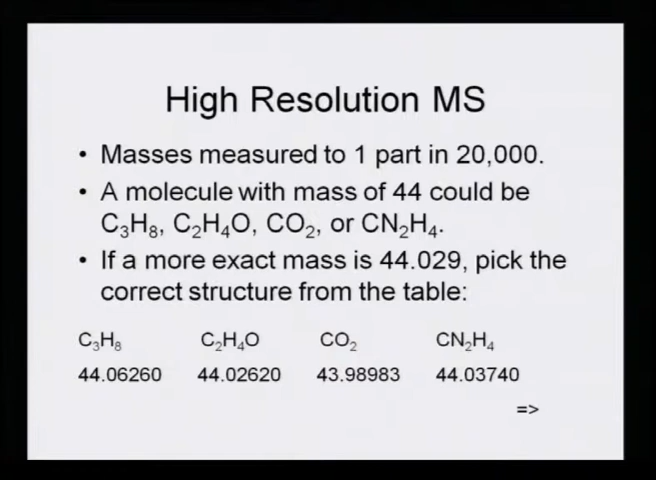 High Resolution MS
• Masses measured to 1 part in 20,000.
• A molecule with mass of 44 could be
C₃H₈, C₂H₄O, CO₂, or CN₂H₄.
• If a more exact mass is 44.029, pick the
correct structure from the table:
C₃H₈ C₂H₄O CO₂ CN₂H₄
44.06260 44.02620 43.98983 44.03740
=>